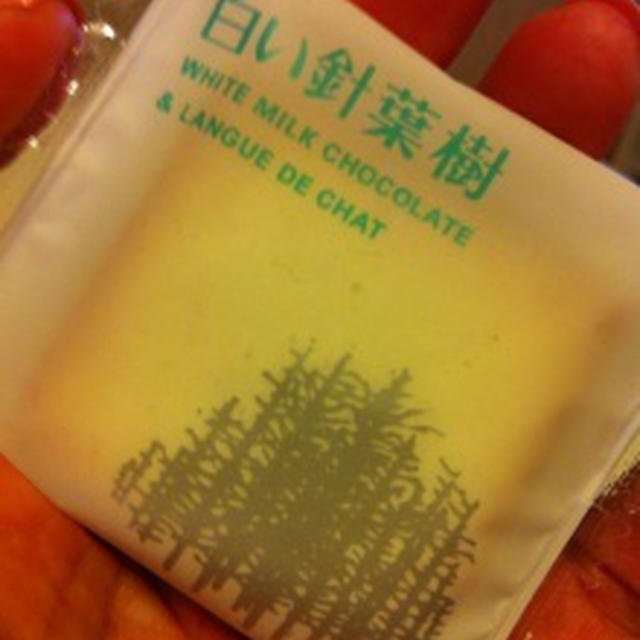 白い針葉樹
WHITE MILK CHOCOLATE
& LANGUE DE CHAT